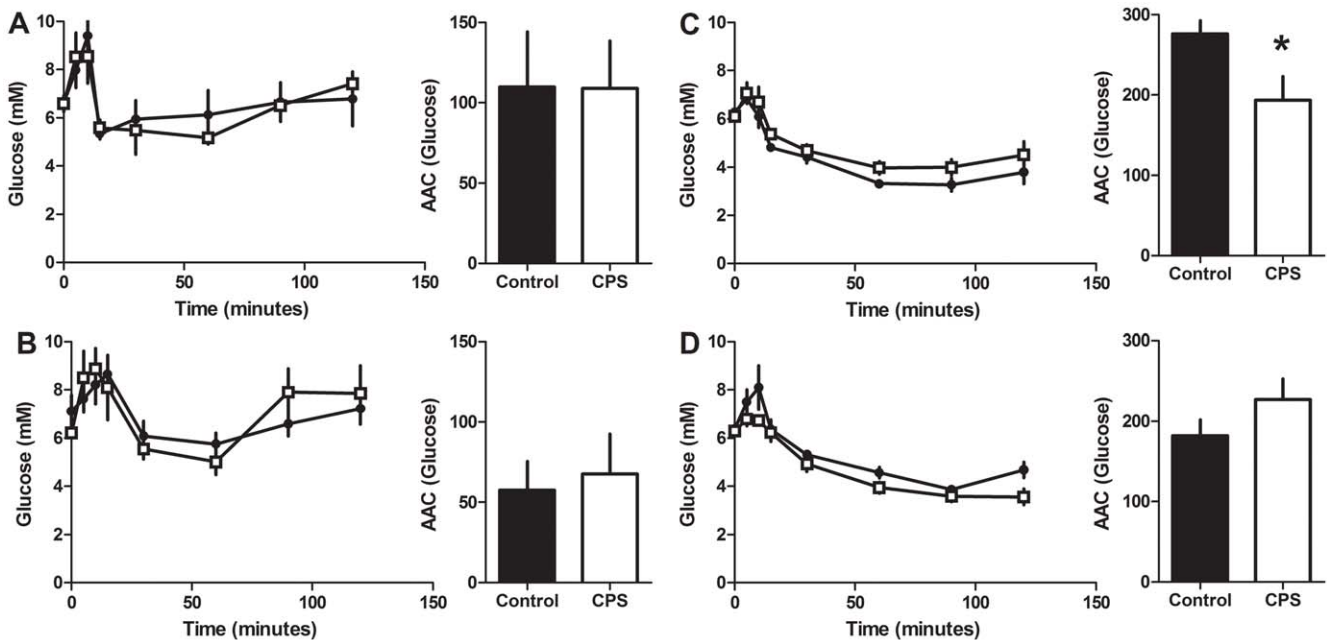 A
Glucose (mM)
10
8
6
4
2
0
0 50 100 150
Time (minutes)
AAC (Glucose)
150
100
50
0
Control CPS
C
Glucose (mM)
10
8
6
4
2
0
0 50 100 150
Time (minutes)
AAC (Glucose)
300
200
100
0
*
Control CPS
B
Glucose (mM)
10
8
6
4
2
0
0 50 100 150
Time (minutes)
AAC (Glucose)
150
100
50
0
Control CPS
D
Glucose (mM)
10
8
6
4
2
0
0 50 100 150
Time (minutes)
AAC (Glucose)
300
200
100
0
Control CPS